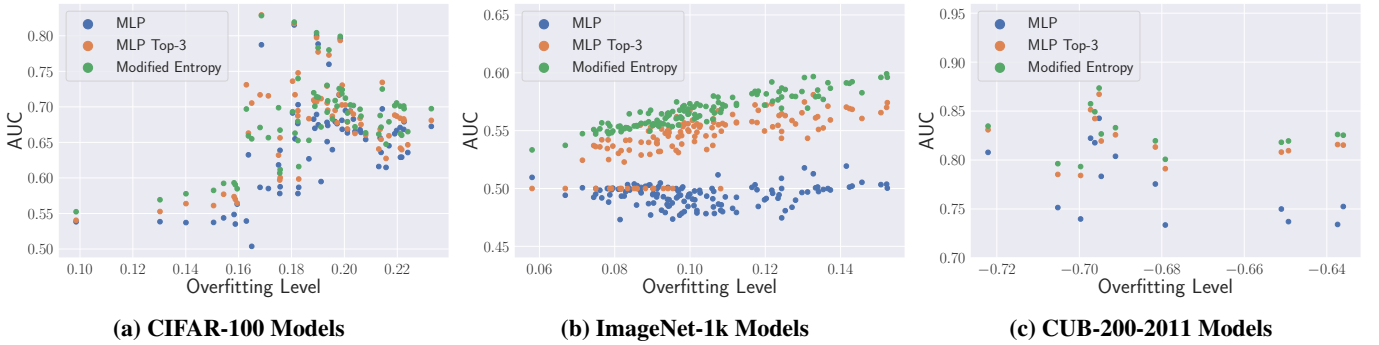 MLP
MLP Top-3
Modified Entropy
0.80
0.75
0.70
0.65
0.60
0.55
0.50
AUC
0.10 0.12 0.14 0.16 0.18 0.20 0.22
Overfitting Level
(a) CIFAR-100 Models
MLP
MLP Top-3
Modified Entropy
0.65
0.60
0.55
0.50
0.45
AUC
0.06 0.08 0.10 0.12 0.14
Overfitting Level
(b) ImageNet-1k Models
MLP
MLP Top-3
Modified Entropy
0.95
0.90
0.85
0.80
0.75
0.70
AUC
−0.72 −0.70 −0.68 −0.66 −0.64
Overfitting Level
(c) CUB-200-2011 Models